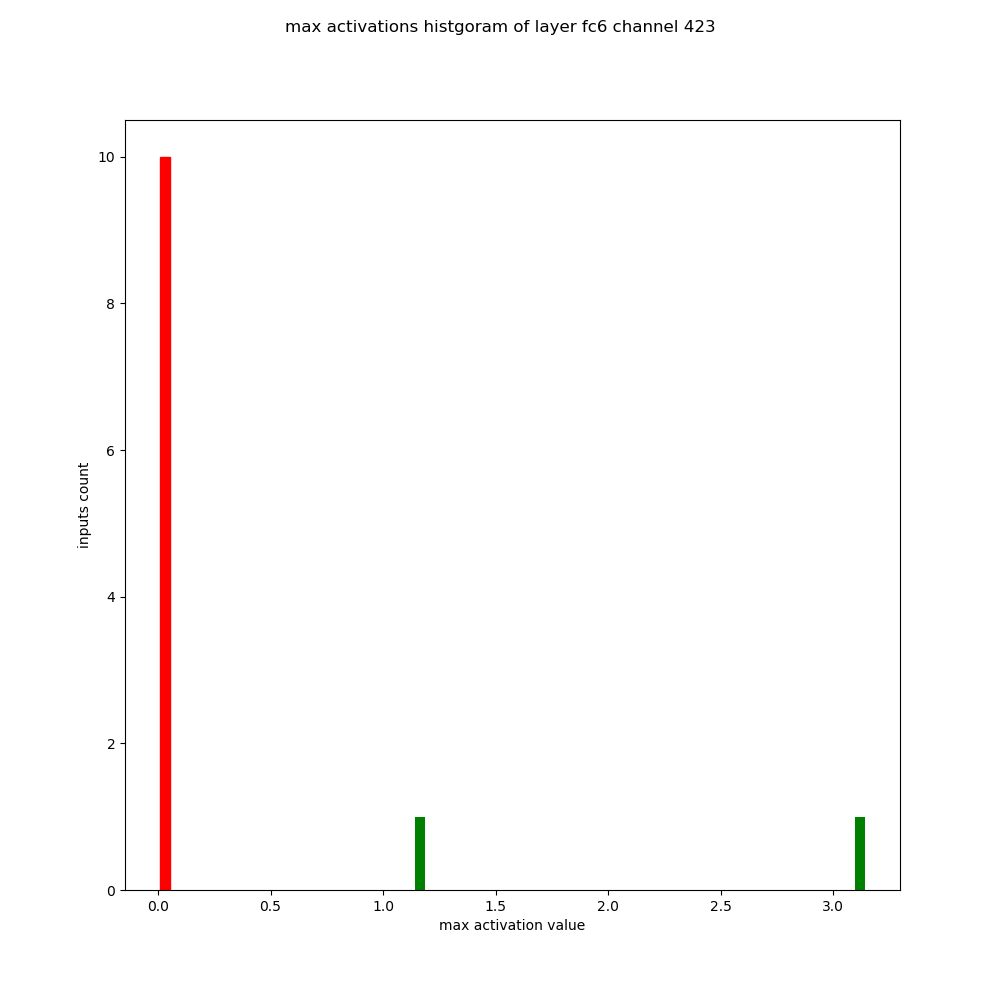 max activations histgoram of layer fc6 channel 423
10
8
6
4
2
0
inputs count
0.0 0.5 1.0 1.5 2.0 2.5 3.0
max activation value